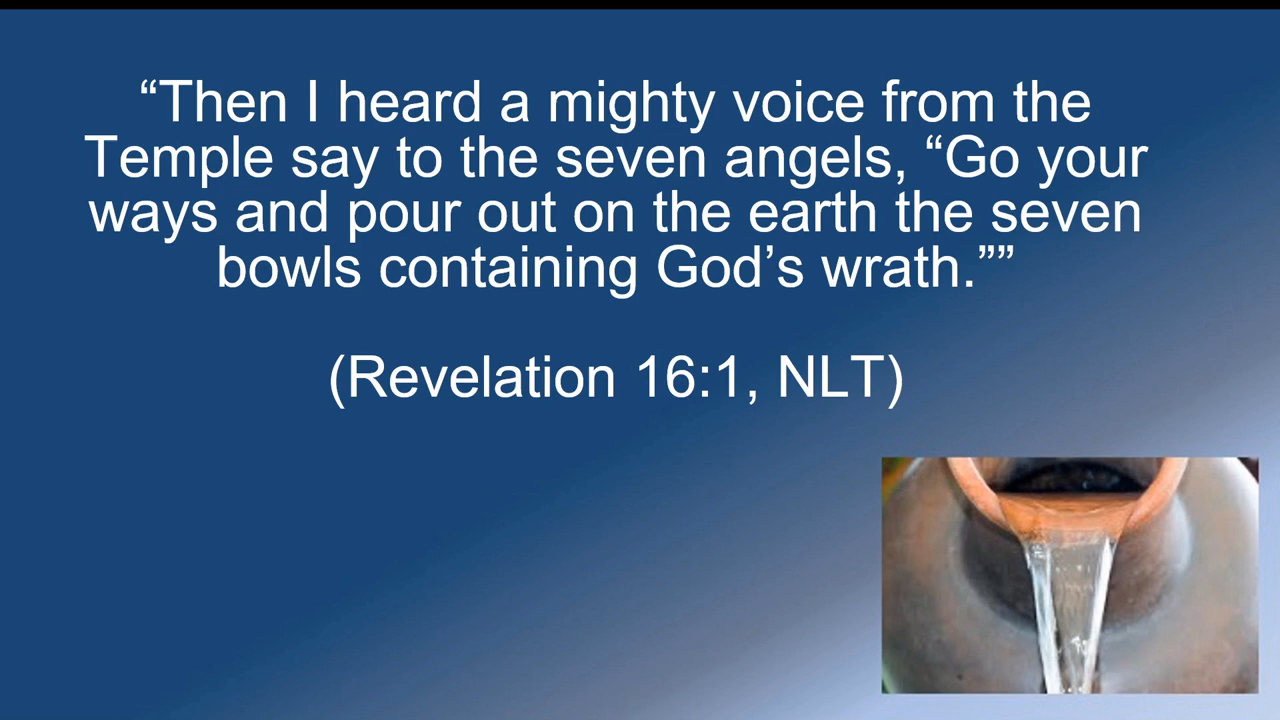 “Then I heard a mighty voice from the
Temple say to the seven angels, “Go your
ways and pour out on the earth the seven
bowls containing God’s wrath.””
(Revelation 16:1, NLT)